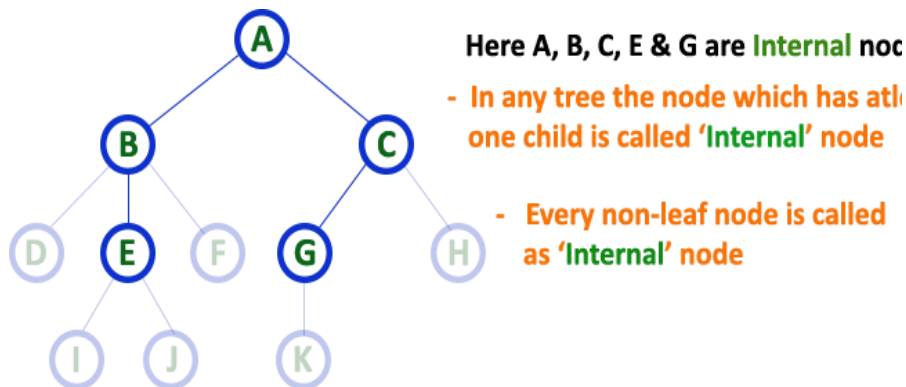 A
Here A, B, C, E & G are Internal
- In any tree the node which has
one child is called ‘Internal’ node
B
C
- Every non-leaf node is called
as ‘Internal’ node
D
E
F
G
H
I
J
K